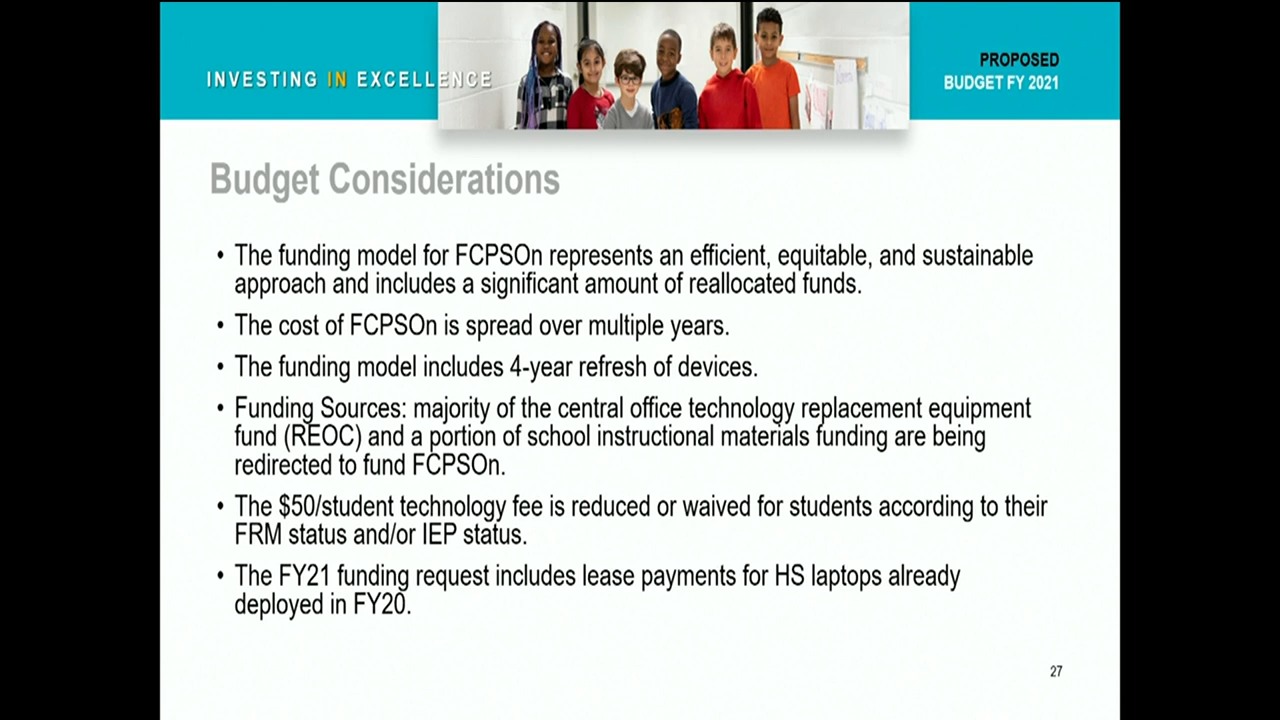 INVESTING IN EXCELLENCE
PROPOSED
BUDGET FY 2021
Budget Considerations
• The funding model for FCPSOn represents an efficient, equitable, and sustainable
approach and includes a significant amount of reallocated funds.
• The cost of FCPSOn is spread over multiple years.
• The funding model includes 4-year refresh of devices.
• Funding Sources: majority of the central office technology replacement equipment
fund (REOC) and a portion of school instructional materials funding are being
redirected to fund FCPSOn.
• The $50/student technology fee is reduced or waived for students according to their
FRM status and/or IEP status.
• The FY21 funding request includes lease payments for HS laptops already
deployed in FY20.
27